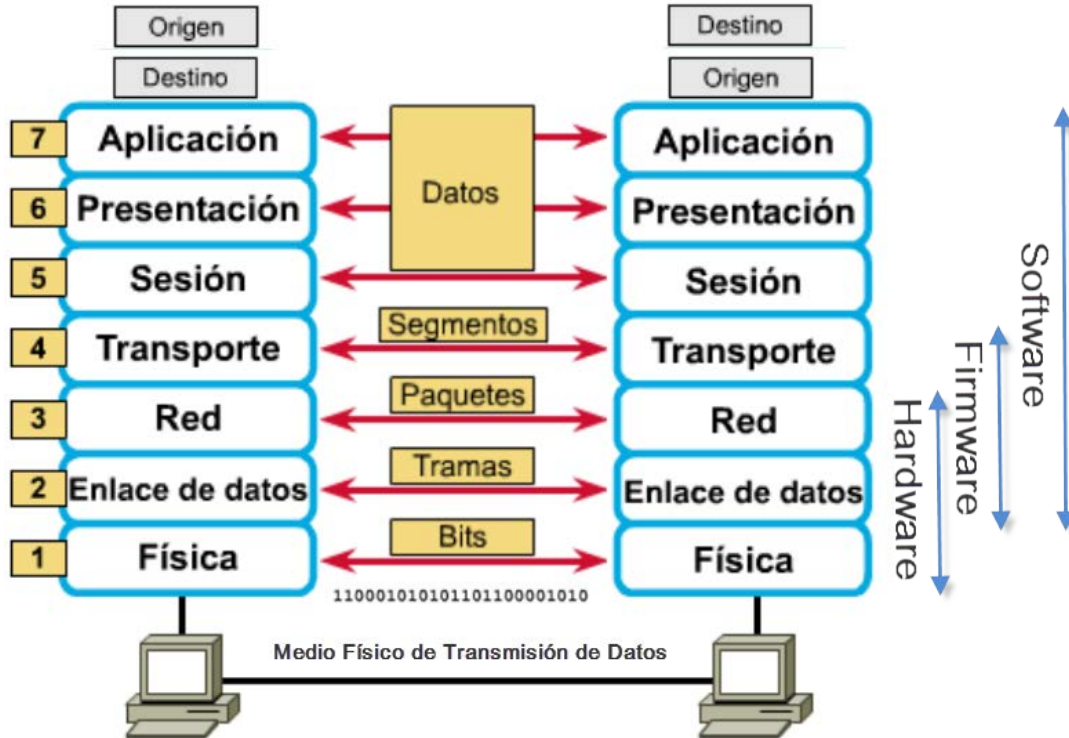 Origen
Destino
Destino
Origen
7
Aplicación
Datos
Aplicación
6
Presentación
Presentación
5
Sesión
Sesión
4
Transporte
Segmentos
Transporte
3
Red
Paquetes
Red
2
Enlace de datos
Tramas
Enlace de datos
1
Física
Bits
Física
110001010101101100001010
Medio Físico de Transmisión de Datos
Hardware
Firmware
Software